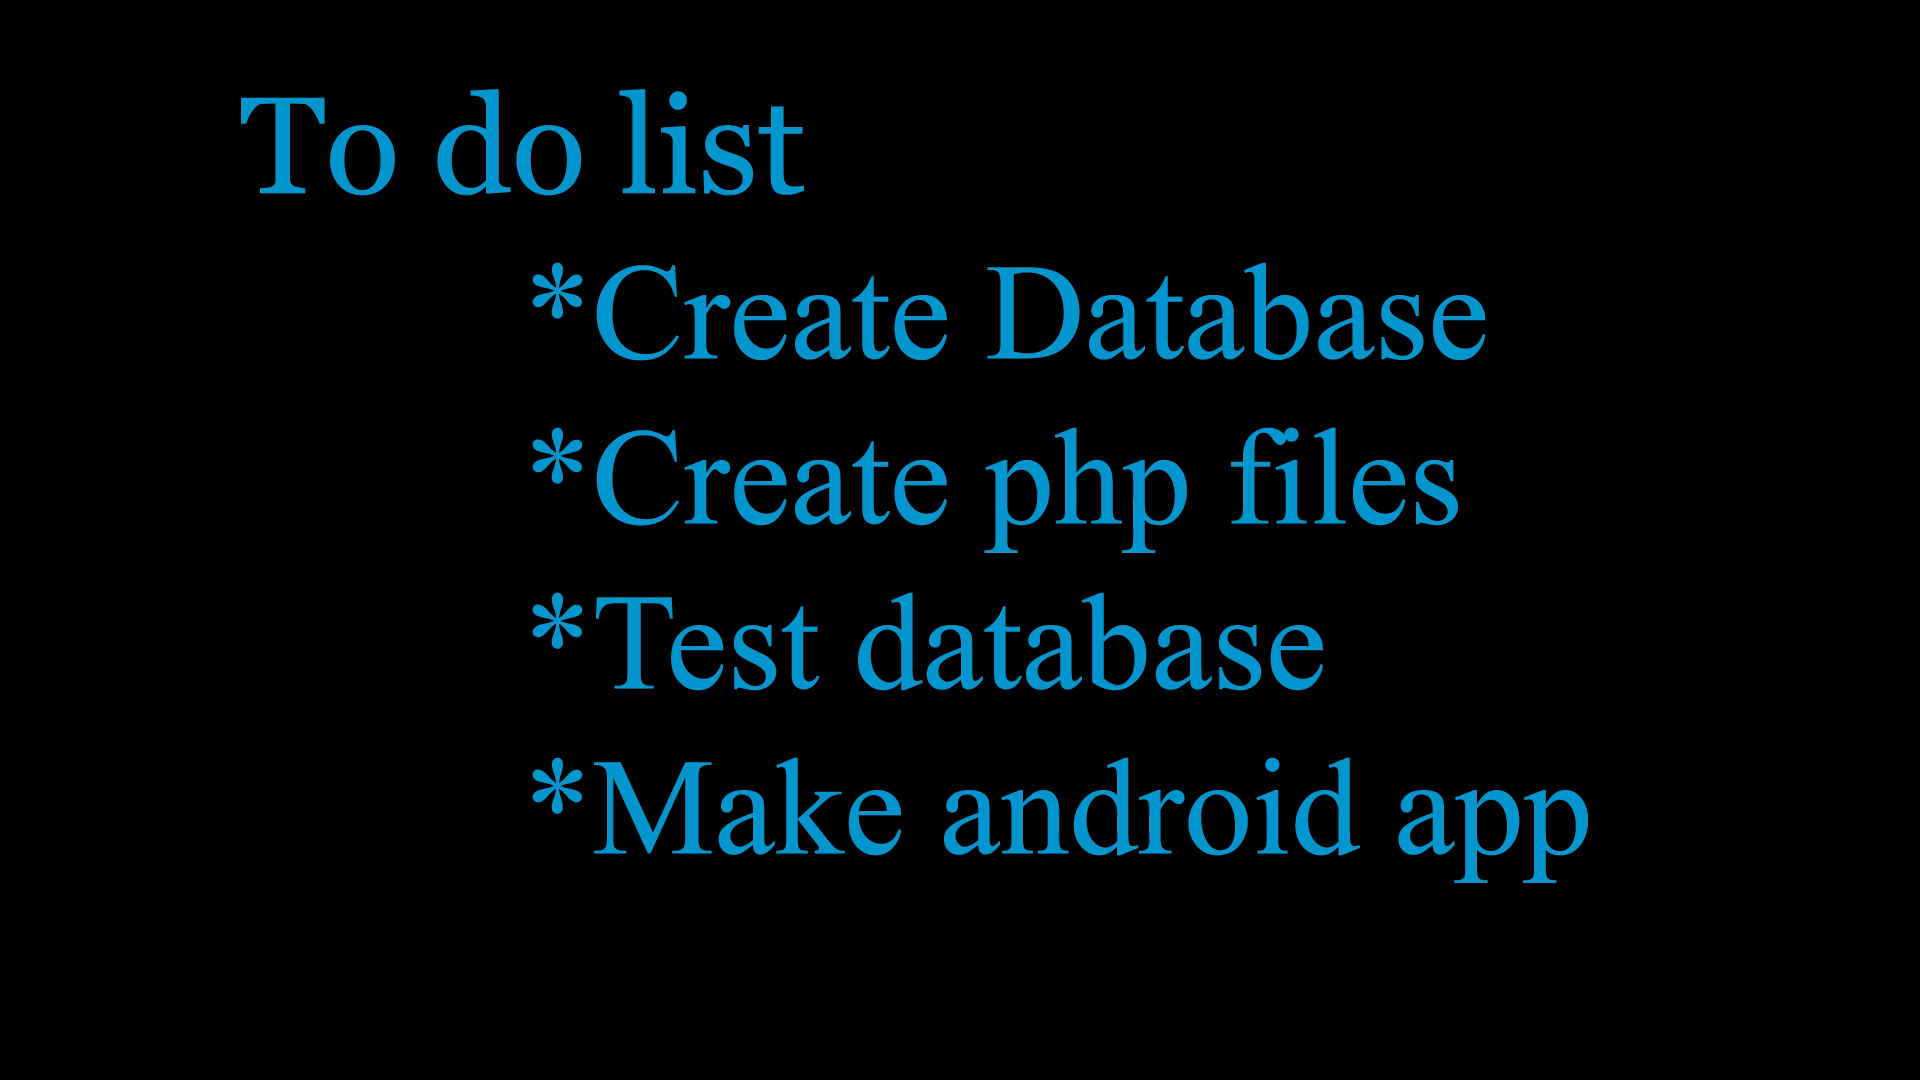 To do list
*Create Database
*Create php files
*Test database
*Make android app